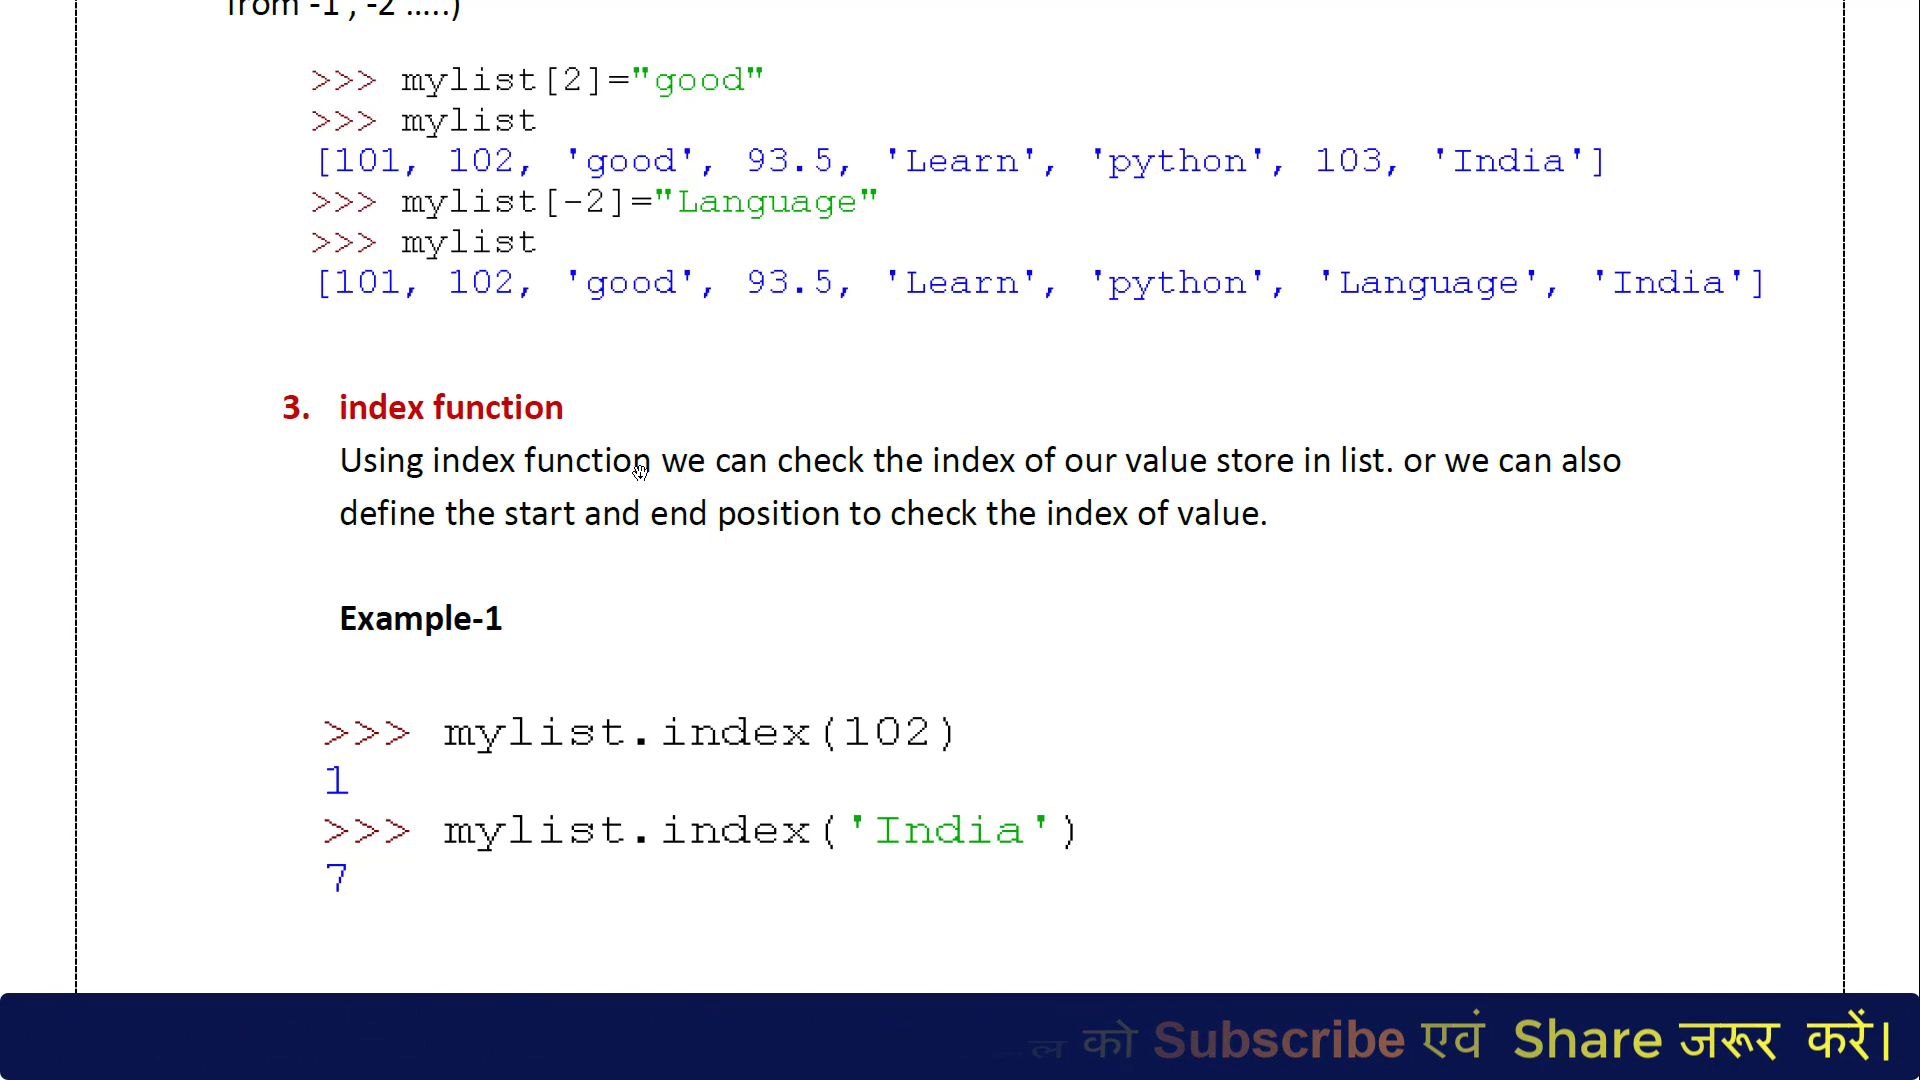 from -1 , -2 .....)
>>> mylist[2]="good"
>>> mylist
[101, 102, 'good', 93.5, 'Learn', 'python', 103, 'India']
>>> mylist[-2]="Language"
>>> mylist
[101, 102, 'good', 93.5, 'Learn', 'python', 'Language', 'India']
3. index function
Using index function we can check the index of our value store in list. or we can also
define the start and end position to check the index of value.
Example-1
>>> mylist.index(102)
1
>>> mylist.index('India')
7
को Subscribe एवं Share जरूर करें।